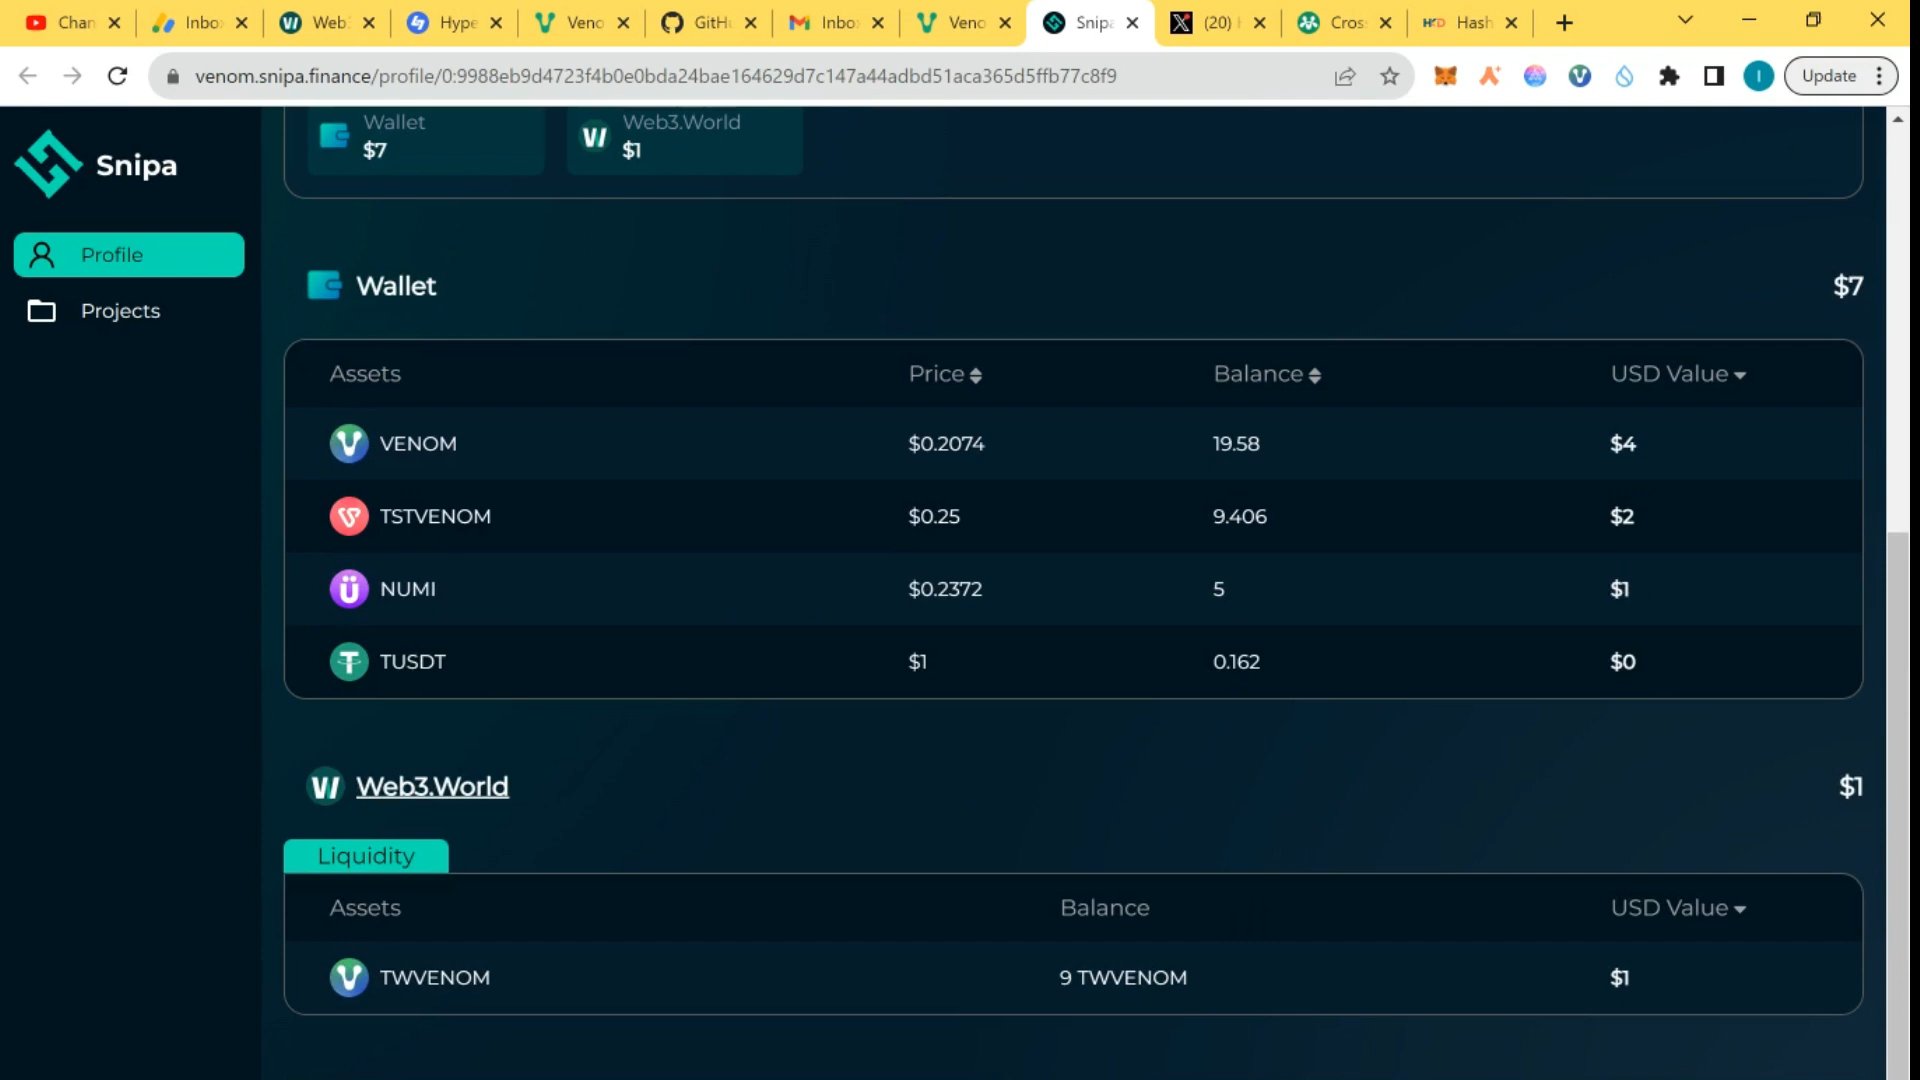 Chan
Inbo
Web
Hype
Veno
GitH
Inbo
Veno
Snipa
(20)
Cros
Hash
venom.snipa.finance/profile/0:9988eb9d4723f4b0e0bda24bae164629d7c147a44adbd51aca365d5ffb77c8f9
I
Update
Snipa
Profile
Projects
Wallet
$7
Web3.World
$1
Wallet
$7
Assets Price Balance USD Value
VENOM $0.2074 19.58 $4
TSTVENOM $0.25 9.406 $2
NUMI $0.2372 5 $1
TUSDT $1 0.162 $0
Web3.World
$1
Liquidity
Assets Balance USD Value
TWVENOM 9 TWVENOM $1